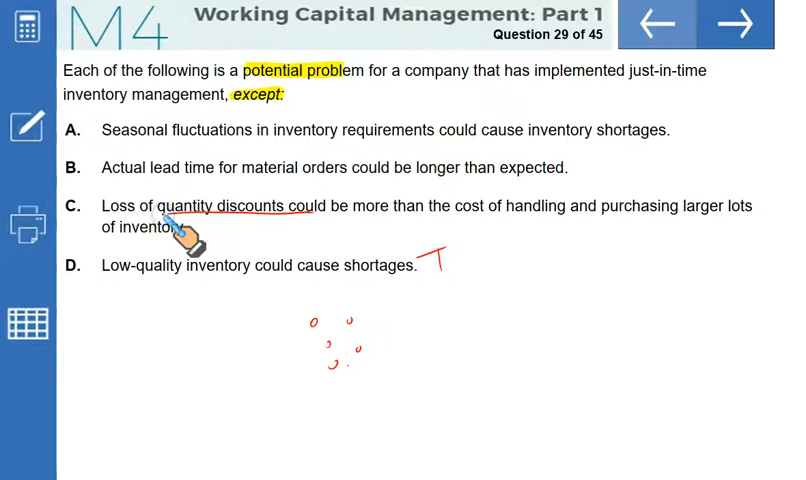 M4
Working Capital Management: Part 1
Question 29 of 45
Each of the following is a potential problem for a company that has implemented just-in-time
inventory management, except:
A. Seasonal fluctuations in inventory requirements could cause inventory shortages.
B. Actual lead time for material orders could be longer than expected.
C. Loss of quantity discounts could be more than the cost of handling and purchasing larger lots
of inventory.
D. Low-quality inventory could cause shortages. T